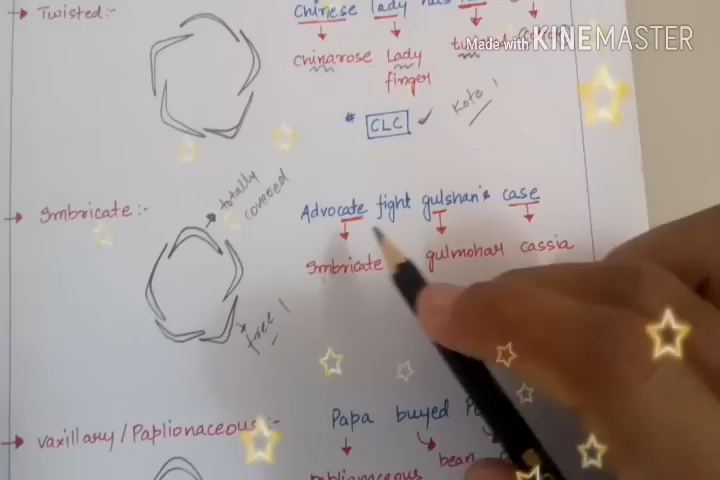 → Twisted:-
Chinese lady
chinarose Lady finger
Made with KINEMASTER
# CLC ✓
Kota !
→ Imbricate :-
totally covered
free !
Advocate fight gulshan's case
Imbricate gulmohar cassia
→ Vaxillary/Paplionaceous :-
Papa buyed
paplionaceous bean